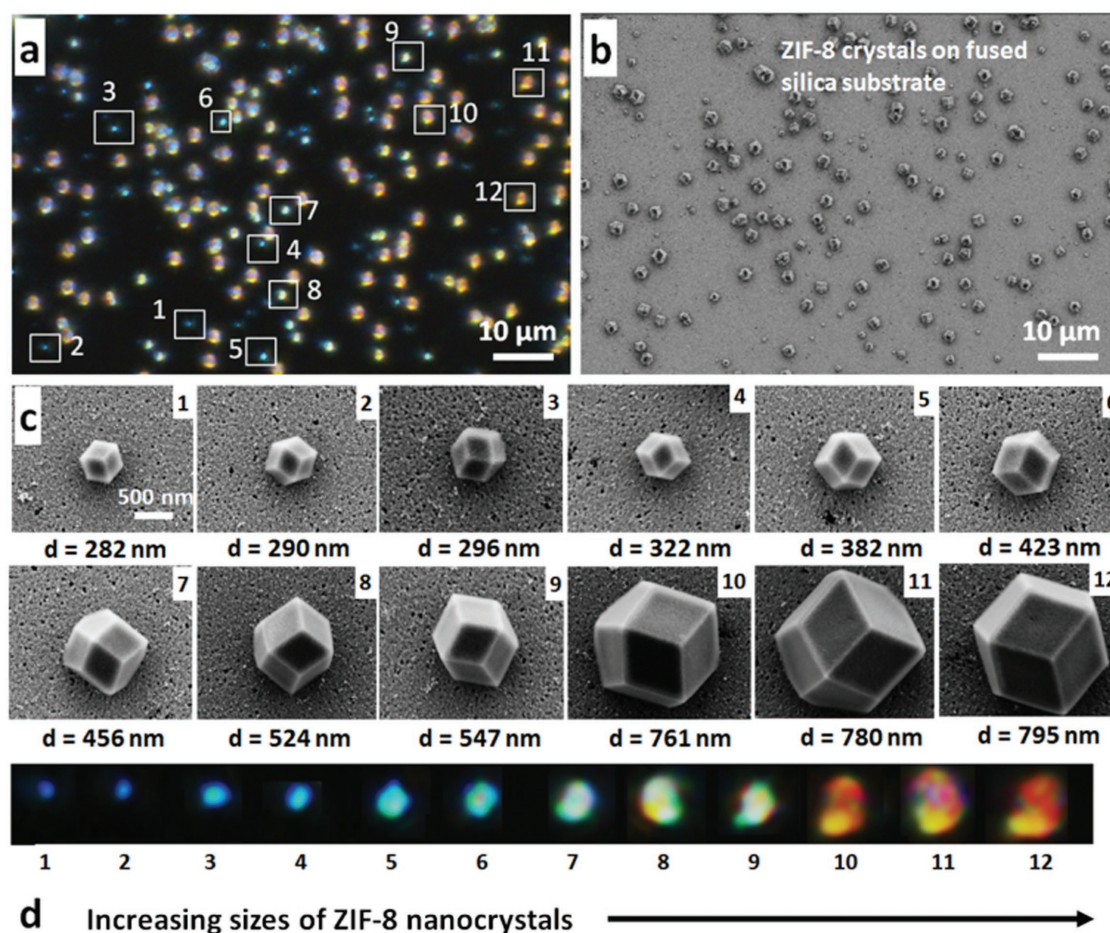 a
9
11
3
6
10
12
7
4
8
1
2
5
10 μm
b
ZIF-8 crystals on fused
silica substrate
10 μm
c
1
2
3
4
5
6
500 nm
d = 282 nm
d = 290 nm
d = 296 nm
d = 322 nm
d = 382 nm
d = 423 nm
7
8
9
10
11
12
d = 456 nm
d = 524 nm
d = 547 nm
d = 761 nm
d = 780 nm
d = 795 nm
1 2 3 4 5 6 7 8 9 10 11 12
d Increasing sizes of ZIF-8 nanocrystals